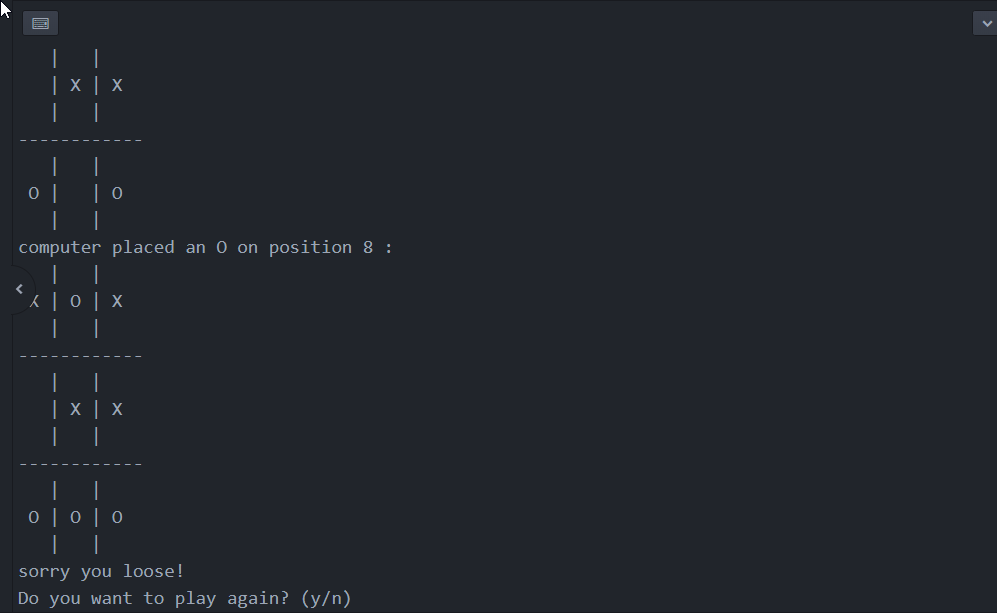 |   |
   | X | X
   |   |
------------
   |   |
 O |   | O
   |   |
computer placed an O on position 8 :
   |   |
 X | O | X
   |   |
------------
   |   |
   | X | X
   |   |
------------
   |   |
 O | O | O
   |   |
sorry you loose!
Do you want to play again? (y/n)